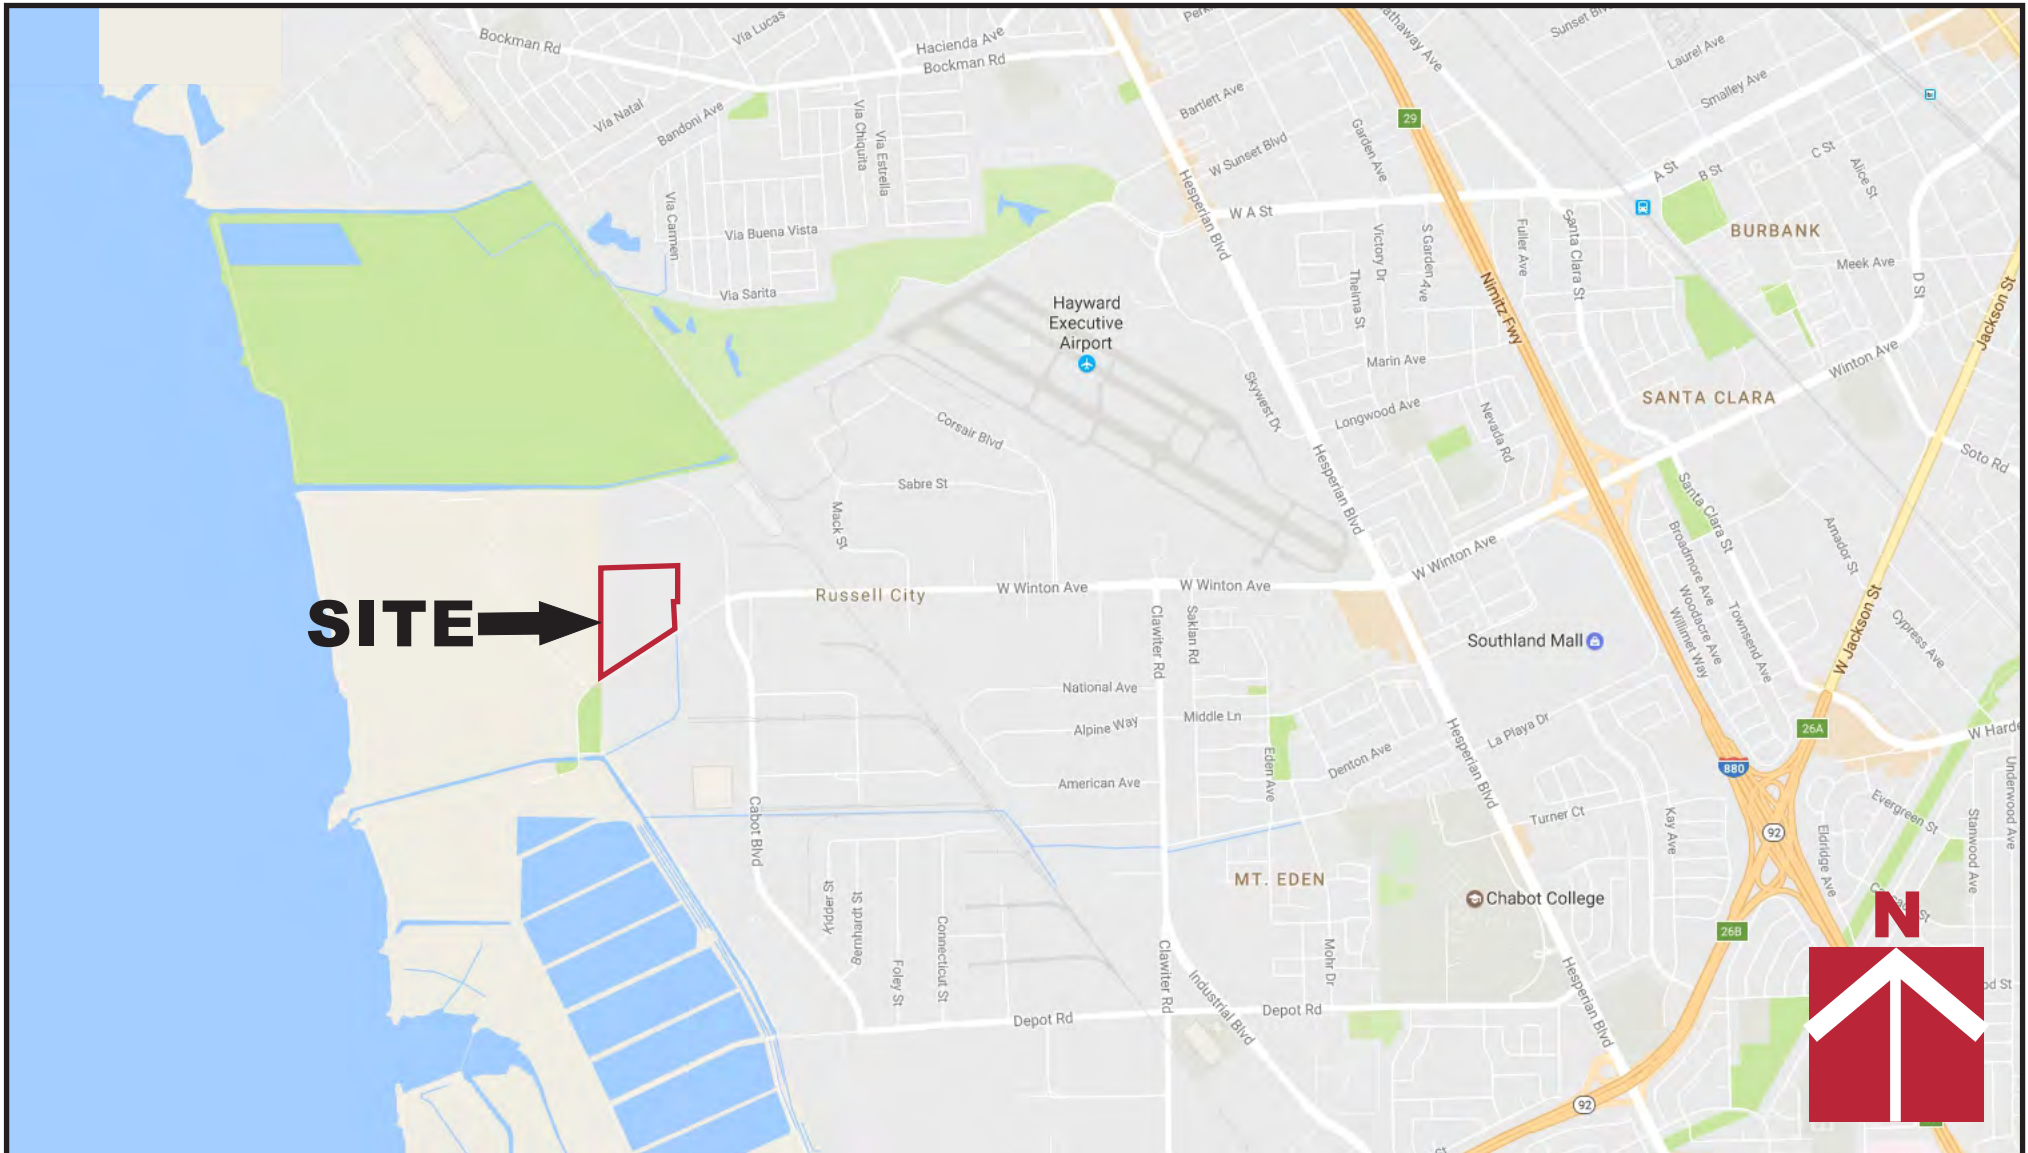 Bockman Rd
Via Lucas
Hacienda Ave
Bockman Rd
Sunset
Laurel Ave
Smalley Ave
Via Natal
Bandoni Ave
Via Chiquita
Via Estrella
Bartlett Ave
W Sunset Blvd
Garden Ave
29
A St
B St
C St
Alice St
Via Carmen
Via Buena Vista
Via Sarita
Hesperian Blvd
W A St
Victory Dr
Thelma St
S Garden Ave
Fuller Ave
Santa Clara St
BURBANK
Meek Ave
D St
Jackson St
Hayward
Executive
Airport
Nimitz Fwy
Marin Ave
Winton Ave
SANTA CLARA
Skywest Dr
Longwood Ave
Nevada Rd
Corsair Blvd
Hesperian Blvd
Soto Rd
Sabre St
Mack St
Santa Clara St
Amador St
W Winton Ave
Broadmore Ave
Woodacre Ave
Willimet Way
Townsend Ave
Russell City
W Winton Ave
W Winton Ave
SITE
Clawiter Rd
Saklan Rd
Southland Mall
W Jackson St
Cypress Ave
National Ave
Alpine Way
Middle Ln
American Ave
Eden Ave
Denton Ave
La Playa Dr
Hesperian Blvd
26A
880
Underwood Ave
Evergreen St
Stanwood Ave
Turner Ct
Kay Ave
92
Eldridge Ave
Cabot Blvd
MT. EDEN
Chabot College
Kidder St
Bernhardt St
Foley St
Connecticut St
Clawiter Rd
Industrial Blvd
Mohr Dr
26B
N
Hesperian Blvd
Depot Rd
Depot Rd
92